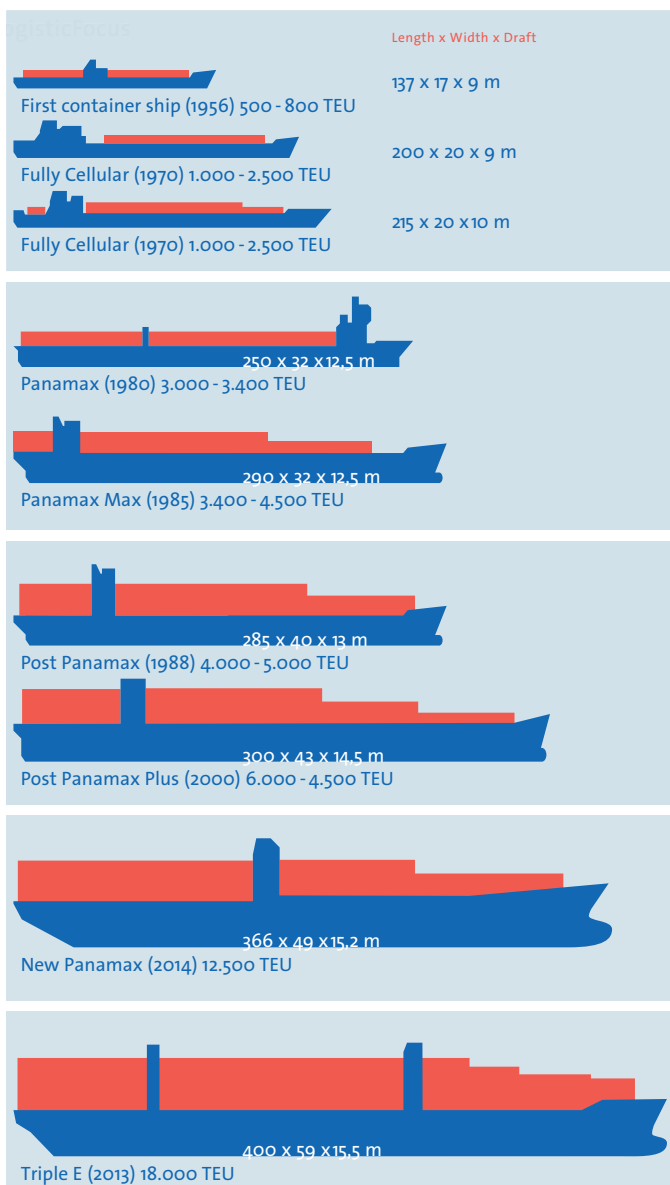 ogisticFocus
Length x Width x Draft
137 x 17 x 9 m
First container ship (1956) 500 - 800 TEU
200 x 20 x 9 m
Fully Cellular (1970) 1.000 - 2.500 TEU
215 x 20 x10 m
Fully Cellular (1970) 1.000 - 2.500 TEU
250 x 32 x12,5 m
Panamax (1980) 3.000 - 3.400 TEU
290 x 32 x 12,5 m
Panamax Max (1985) 3.400 - 4.500 TEU
285 x 40 x 13 m
Post Panamax (1988) 4.000 - 5.000 TEU
300 x 43 x 14,5 m
Post Panamax Plus (2000) 6.000 - 4.500 TEU
366 x 49 x15,2 m
New Panamax (2014) 12.500 TEU
400 x 59 x15,5 m
Triple E (2013) 18.000 TEU